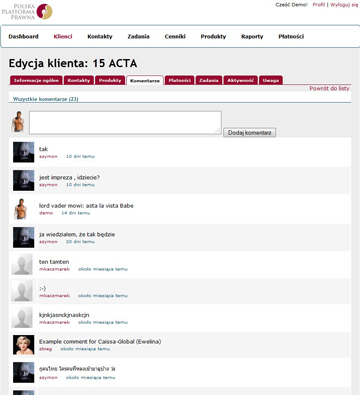 POLSKA
PLATFORMA
PRAWNA
Cześć Demo! Profil | Wyloguj się
Dashboard Klienci Kontakty Zadania Cenniki Produkty Raporty Płatności
Edycja klienta: 15 ACTA
Informacje ogólne Kontakty Produkty Komentarze Płatności Zadania Aktywność Uwaga
Powrót do listy
Wszystkie komentarze (23)
Dodaj komentarz
tak
szymon 10 dni temu
jest impreza , idziecie?
szymon 10 dni temu
lord vader mowi: asta la vista Babe
demo 14 dni temu
ja wiedziałem, że tak będzie
szymon 20 dni temu
ten tamten
mkaczmarek około miesiąca temu
:-)
mkaczmarek około miesiąca temu
kjnkjasnckjnaskcjn
mkaczmarek około miesiąca temu
Example comment for Caissa-Global (Ewelina)
zbieg około miesiąca temu
szymon około miesiąca temu